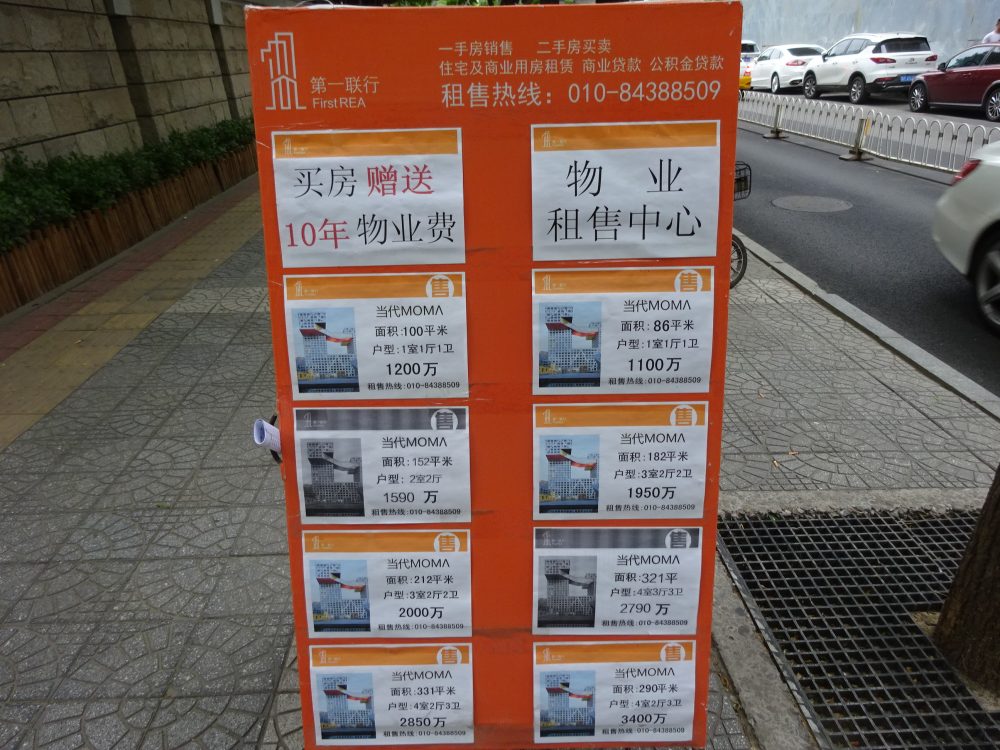 第一联行
First REA
一手房销售 二手房买卖
住宅及商业用房租赁 商业贷款 公积金贷款
租售热线：010-84388509
买房赠送
10年物业费
物 业
租售中心
售
当代MOMΛ
面积:100平米
户型:1室1厅1卫
1200万
租售热线:010-84388509
售
当代MOMΛ
面积:86平米
户型:1室1厅1卫
1100万
租售热线:010-84388509
售
当代MOMΛ
面积:152平米
户型: 2室2厅
1590 万
租售热线:010-84388509
售
当代MOMΛ
面积:182平米
户型:3室2厅2卫
1950万
租售热线:010-84388509
售
当代MOMΛ
面积:212平米
户型:3室2厅2卫
2000万
租售热线:010-84388509
售
当代MOMΛ
面积:321平
户型:4室3厅3卫
2790 万
租售热线:010-84388509
售
当代MOMΛ
面积:331平米
户型:4室2厅3卫
2850万
租售热线:010-84388509
售
当代MOMΛ
面积:290平米
户型:4室2厅3卫
3400万
租售热线:010-84388509